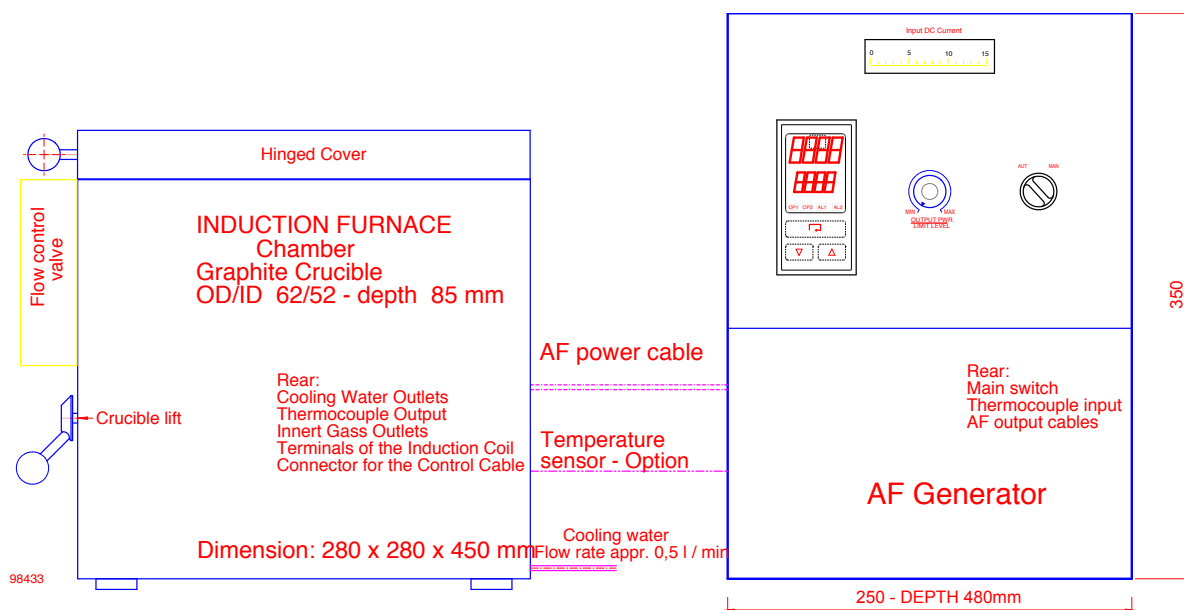 Input DC Current
0 5 10 15
Hinged Cover
Flow control
valve
INDUCTION FURNACE
Chamber
Graphite Crucible
OD/ID 62/52 - depth 85 mm
OP1 OP2 AL1 AL2
AUT MAN
MIN MAX
OUTPUT PWR
LIMIT LEVEL
350
AF power cable
Rear:
Cooling Water Outlets
Thermocouple Output
Innert Gass Outlets
Terminals of the Induction Coil
Connector for the Control Cable
Rear:
Main switch
Thermocouple input
AF output cables
Crucible lift
Temperature
sensor - Option
AF Generator
Dimension: 280 x 280 x 450 mm
Cooling water
Flow rate appr. 0,5 l / min
98433
250 - DEPTH 480mm